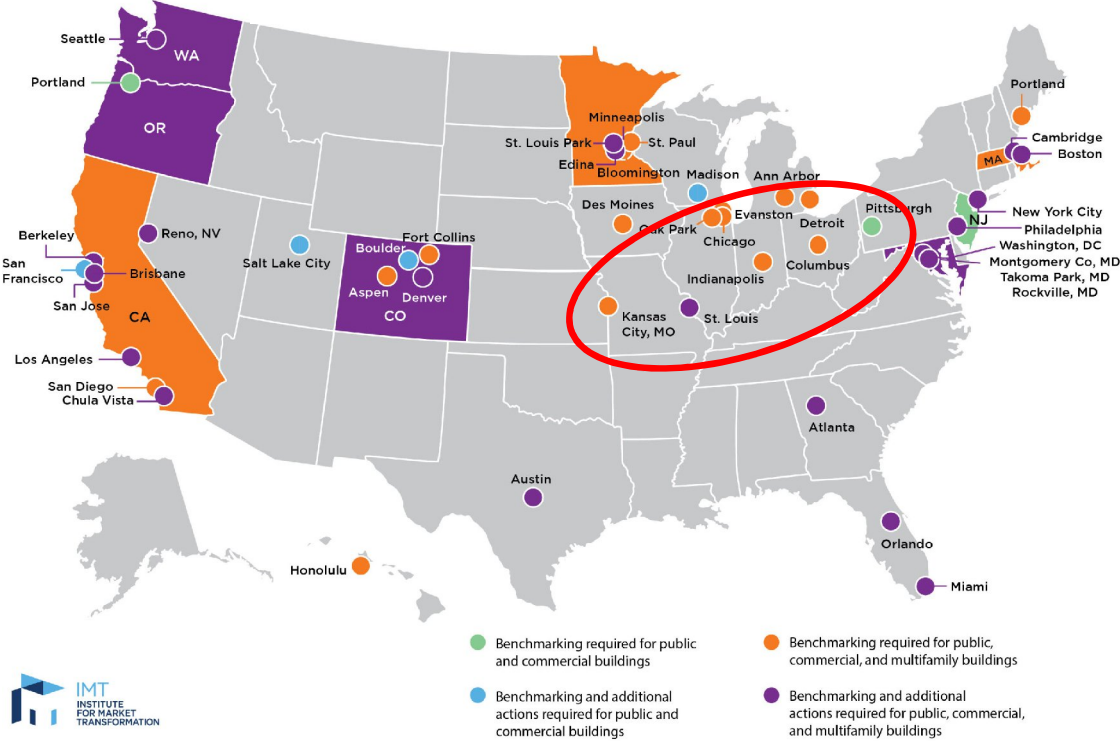 Seattle
WA
Portland
OR
Berkeley
San
Francisco
Brisbane
San Jose
CA
Los Angeles
San Diego
Chula Vista
Reno, NV
Salt Lake City
Boulder
Fort Collins
Aspen
Denver
CO
Minneapolis
St. Louis Park
St. Paul
Edina
Bloomington
Madison
Ann Arbor
Des Moines
Oak Park
Evanston
Chicago
Detroit
Pittsburgh
Indianapolis
Columbus
Kansas
City, MO
St. Louis
Portland
Cambridge
MA
Boston
NJ
New York City
Philadelphia
Washington, DC
Montgomery Co, MD
Takoma Park, MD
Rockville, MD
Atlanta
Austin
Orlando
Miami
Honolulu
Benchmarking required for public
and commercial buildings
Benchmarking and additional
actions required for public and
commercial buildings
Benchmarking required for public,
commercial, and multifamily buildings
Benchmarking and additional
actions required for public, commercial,
and multifamily buildings
IMT
INSTITUTE
FOR MARKET
TRANSFORMATION